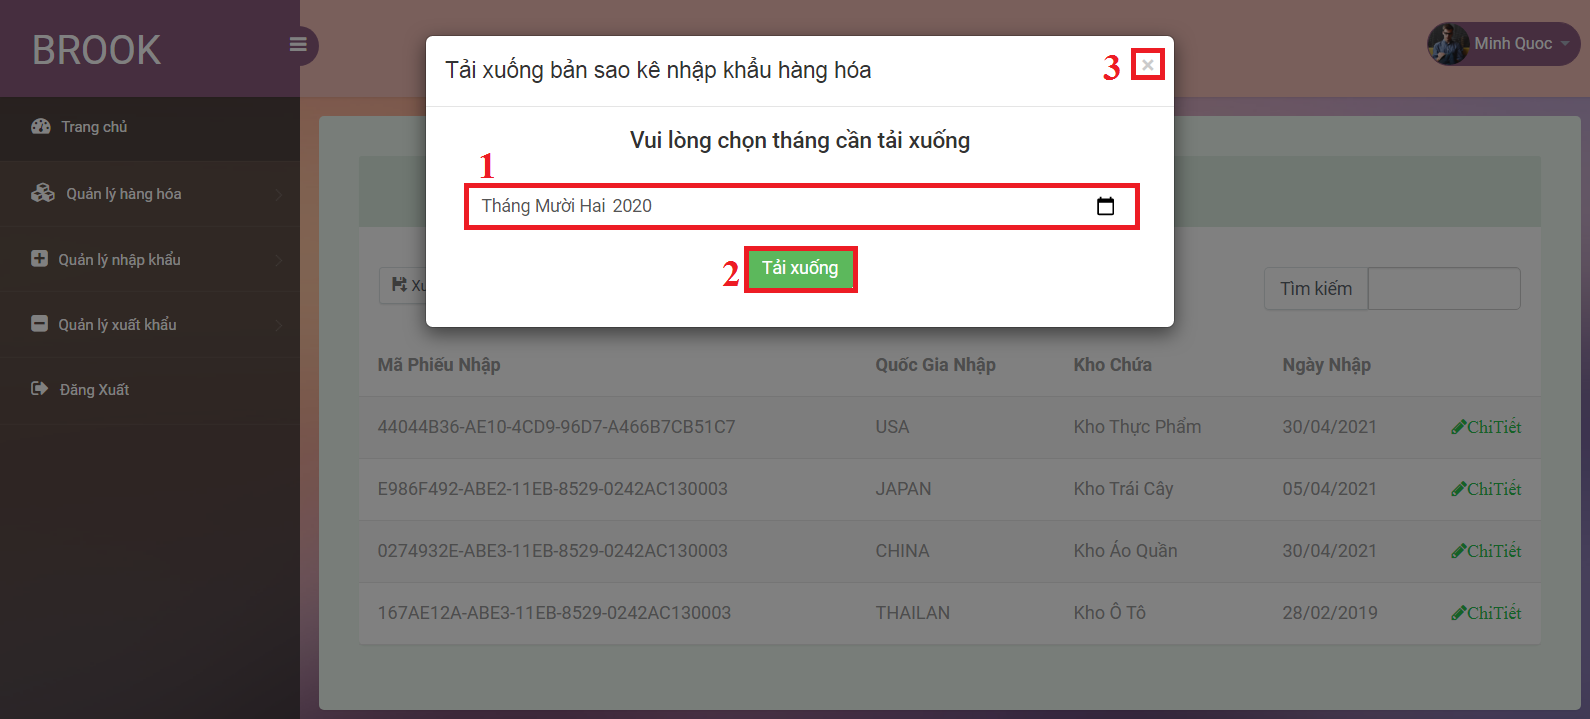 BROOK
Minh Quoc
Trang chủ
Quản lý hàng hóa
Quản lý nhập khẩu
Quản lý xuất khẩu
Đăng Xuất
Tải xuống bản sao kê nhập khẩu hàng hóa
3
×
Vui lòng chọn tháng cần tải xuống
1
Tháng Mười Hai 2020
2
Tải xuống
Tìm kiếm
Mã Phiếu Nhập Quốc Gia Nhập Kho Chứa Ngày Nhập
44044B36-AE10-4CD9-96D7-A466B7CB51C7 USA Kho Thực Phẩm 30/04/2021 ChiTiết
E986F492-ABE2-11EB-8529-0242AC130003 JAPAN Kho Trái Cây 05/04/2021 ChiTiết
0274932E-ABE3-11EB-8529-0242AC130003 CHINA Kho Áo Quần 30/04/2021 ChiTiết
167AE12A-ABE3-11EB-8529-0242AC130003 THAILAN Kho Ô Tô 28/02/2019 ChiTiết